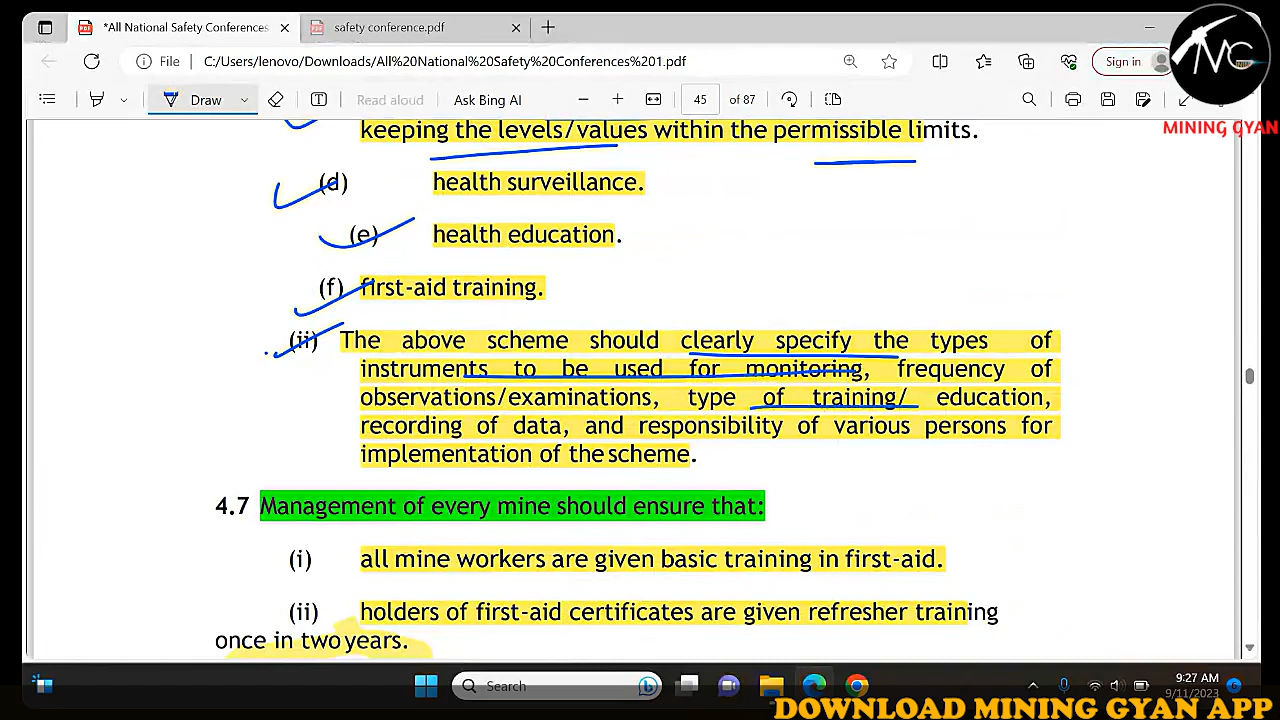 *All National Safety Conferences
safety conference.pdf
File
C:/Users/lenovo/Downloads/All%20National%20Safety%20Conferences%201.pdf
Sign in
Draw
Read aloud
Ask Bing AI
45
of 87
MC
MINING GYAN
keeping the levels/values within the permissible limits.
(d) health surveillance.
(e) health education.
(f) first-aid training.
(ii) The above scheme should clearly specify the types of
instruments to be used for monitoring, frequency of
observations/examinations, type of training/ education,
recording of data, and responsibility of various persons for
implementation of the scheme.
4.7 Management of every mine should ensure that:
(i) all mine workers are given basic training in first-aid.
(ii) holders of first-aid certificates are given refresher training
once in two years.
Search
9:27 AM
9/11/2023
DOWNLOAD MINING GYAN APP